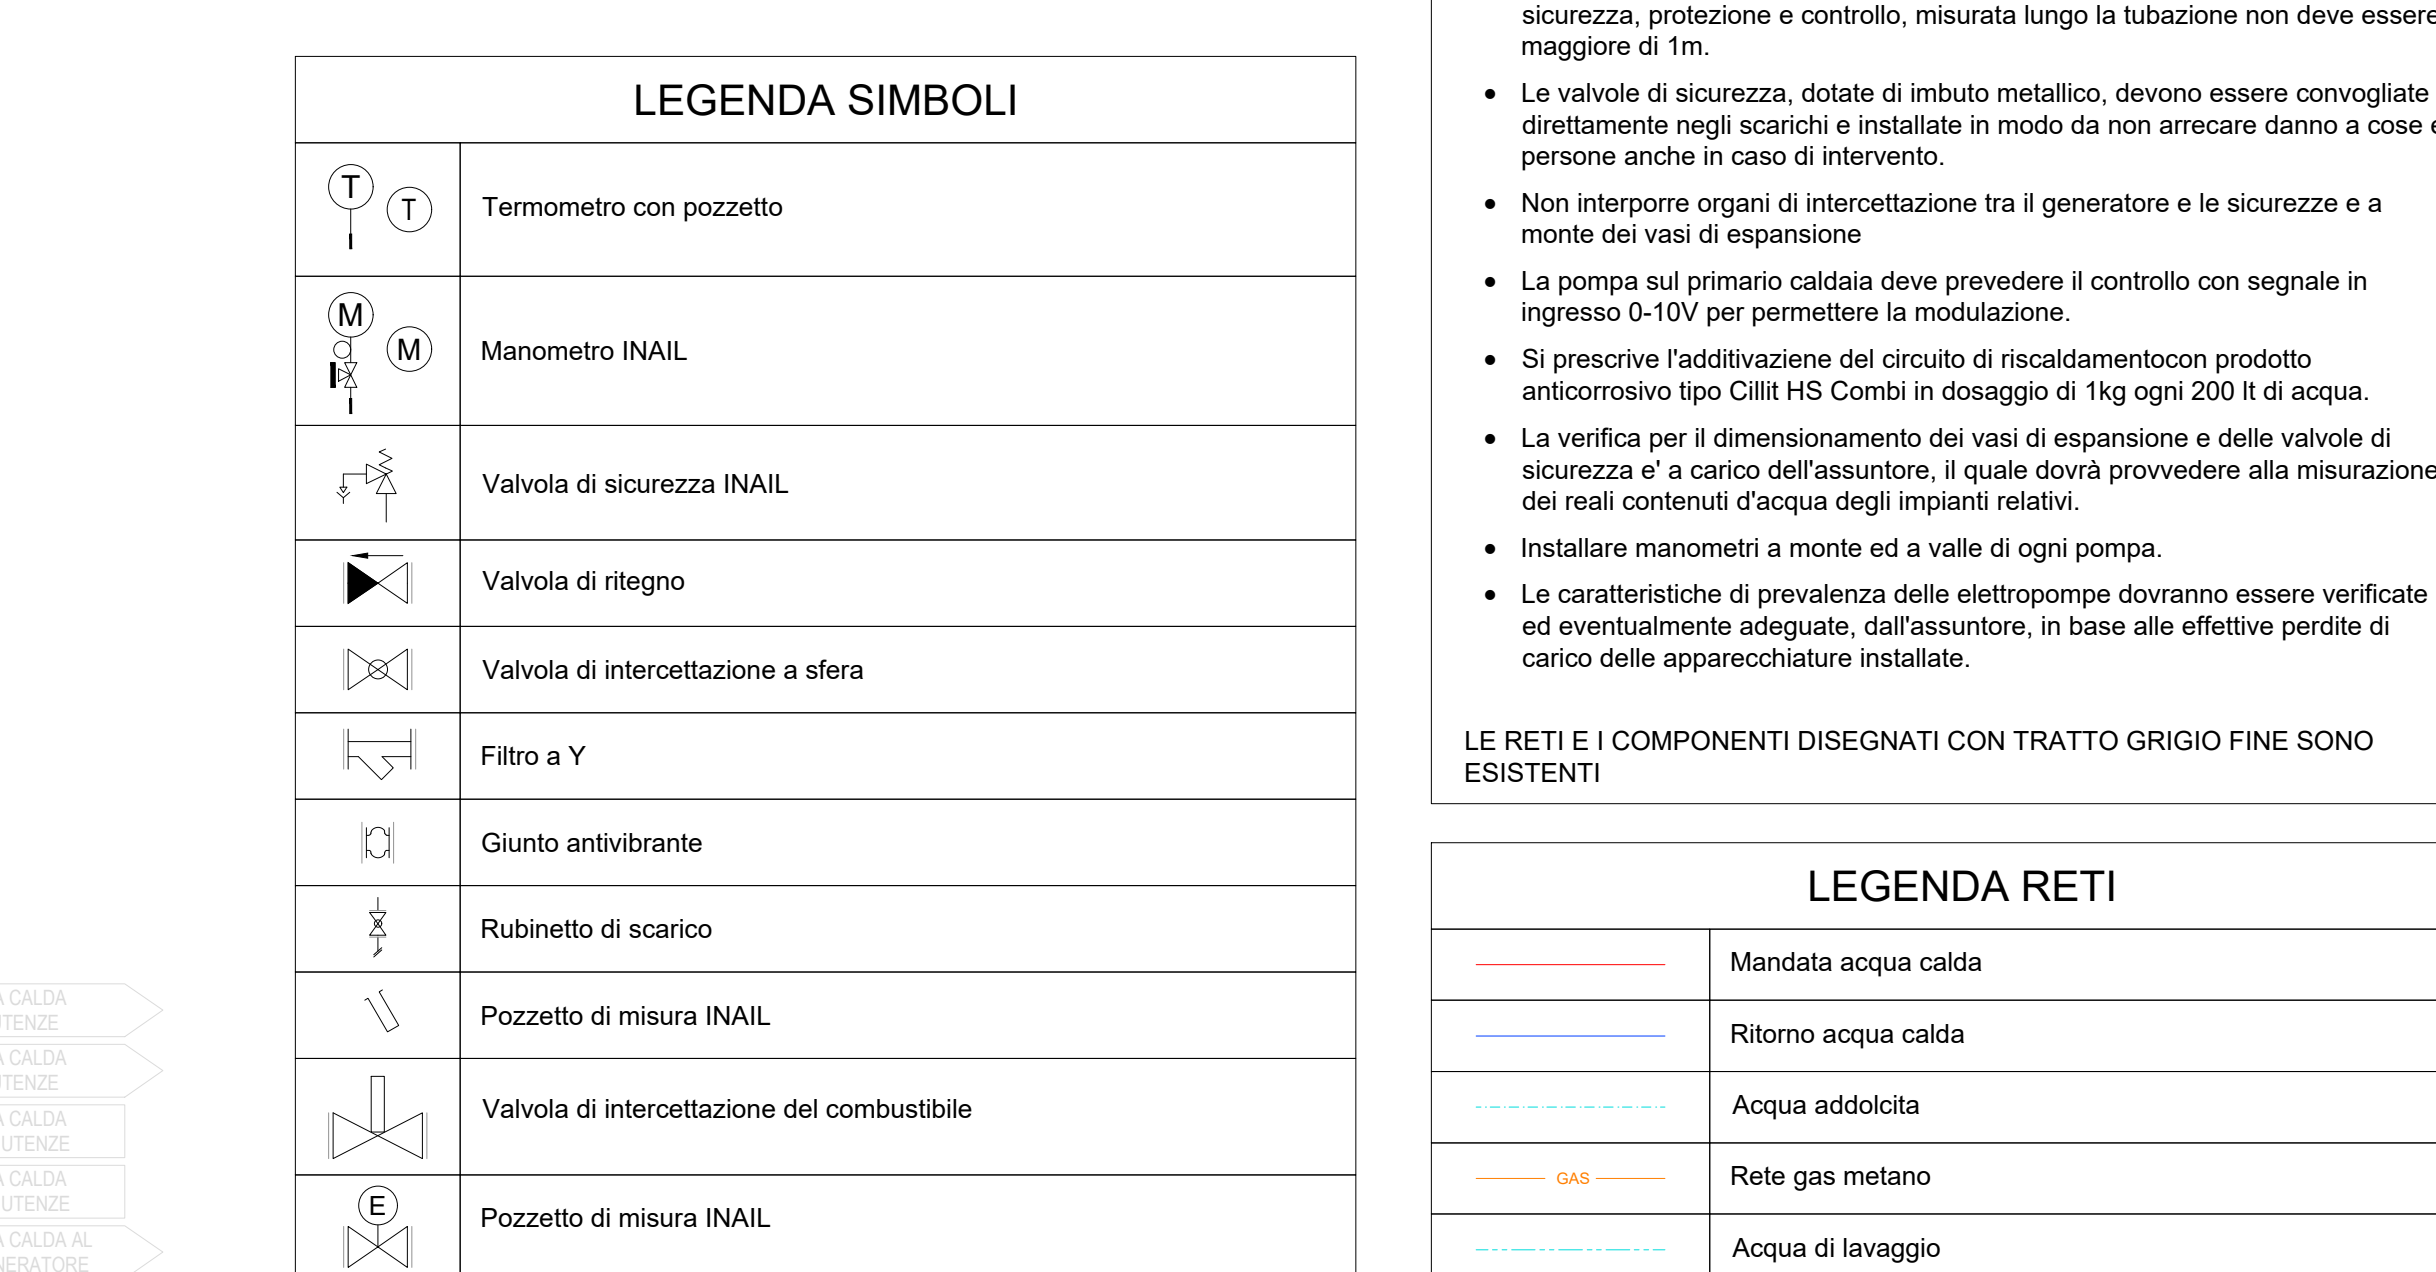 LEGENDA SIMBOLI
T
T
Termometro con pozzetto
M
M
Manometro INAIL
Valvola di sicurezza INAIL
Valvola di ritegno
Valvola di intercettazione a sfera
Filtro a Y
Giunto antivibrante
Rubinetto di scarico
Pozzetto di misura INAIL
Valvola di intercettazione del combustibile
E
Pozzetto di misura INAIL
CALDA
CALDA
CALDA
UTENZE
CALDA
UTENZE
CALDA AL
sicurezza, protezione e controllo, misurata lungo la tubazione non deve essere
maggiore di 1m.
• Le valvole di sicurezza, dotate di imbuto metallico, devono essere convogliate
direttamente negli scarichi e installate in modo da non arrecare danno a cose e
persone anche in caso di intervento.
• Non interporre organi di intercettazione tra il generatore e le sicurezze e a
monte dei vasi di espansione
• La pompa sul primario caldaia deve prevedere il controllo con segnale in
ingresso 0-10V per permettere la modulazione.
• Si prescrive l'additivaziene del circuito di riscaldamentocon prodotto
anticorrosivo tipo Cillit HS Combi in dosaggio di 1kg ogni 200 lt di acqua.
• La verifica per il dimensionamento dei vasi di espansione e delle valvole di
sicurezza e' a carico dell'assuntore, il quale dovrà provvedere alla misurazione
dei reali contenuti d'acqua degli impianti relativi.
• Installare manometri a monte ed a valle di ogni pompa.
• Le caratteristiche di prevalenza delle elettropompe dovranno essere verificate
ed eventualmente adeguate, dall'assuntore, in base alle effettive perdite di
carico delle apparecchiature installate.
LE RETI E I COMPONENTI DISEGNATI CON TRATTO GRIGIO FINE SONO
ESISTENTI
LEGENDA RETI
Mandata acqua calda
Ritorno acqua calda
Acqua addolcita
GAS
Rete gas metano
Acqua di lavaggio